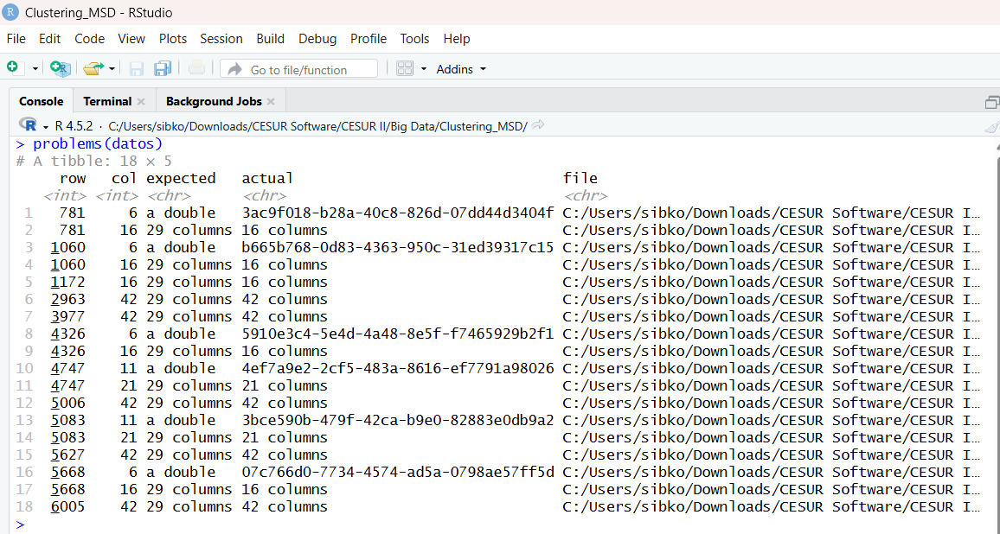 R Clustering_MSD - RStudio
File Edit Code View Plots Session Build Debug Profile Tools Help
R Go to file/function Addins
Console Terminal Background Jobs
R R 4.5.2 · C:/Users/sibko/Downloads/CESUR Software/CESUR II/Big Data/Clustering_MSD/
> problems(datos)
# A tibble: 18 × 5
row col expected actual file
<int> <int> <chr> <chr> <chr>
1 781 6 a double 3ac9f018-b28a-40c8-826d-07dd44d3404f C:/Users/sibko/Downloads/CESUR Software/CESUR I…
2 781 16 29 columns 16 columns C:/Users/sibko/Downloads/CESUR Software/CESUR I…
3 1060 6 a double b665b768-0d83-4363-950c-31ed39317c15 C:/Users/sibko/Downloads/CESUR Software/CESUR I…
4 1060 16 29 columns 16 columns C:/Users/sibko/Downloads/CESUR Software/CESUR I…
5 1172 16 29 columns 16 columns C:/Users/sibko/Downloads/CESUR Software/CESUR I…
6 2963 42 29 columns 42 columns C:/Users/sibko/Downloads/CESUR Software/CESUR I…
7 3977 42 29 columns 42 columns C:/Users/sibko/Downloads/CESUR Software/CESUR I…
8 4326 6 a double 5910e3c4-5e4d-4a48-8e5f-f7465929b2f1 C:/Users/sibko/Downloads/CESUR Software/CESUR I…
9 4326 16 29 columns 16 columns C:/Users/sibko/Downloads/CESUR Software/CESUR I…
10 4747 11 a double 4ef7a9e2-2cf5-483a-8616-ef7791a98026 C:/Users/sibko/Downloads/CESUR Software/CESUR I…
11 4747 21 29 columns 21 columns C:/Users/sibko/Downloads/CESUR Software/CESUR I…
12 5006 42 29 columns 42 columns C:/Users/sibko/Downloads/CESUR Software/CESUR I…
13 5083 11 a double 3bce590b-479f-42ca-b9e0-82883e0db9a2 C:/Users/sibko/Downloads/CESUR Software/CESUR I…
14 5083 21 29 columns 21 columns C:/Users/sibko/Downloads/CESUR Software/CESUR I…
15 5627 42 29 columns 42 columns C:/Users/sibko/Downloads/CESUR Software/CESUR I…
16 5668 6 a double 07c766d0-7734-4574-ad5a-0798ae57ff5d C:/Users/sibko/Downloads/CESUR Software/CESUR I…
17 5668 16 29 columns 16 columns C:/Users/sibko/Downloads/CESUR Software/CESUR I…
18 6005 42 29 columns 42 columns C:/Users/sibko/Downloads/CESUR Software/CESUR I…
>